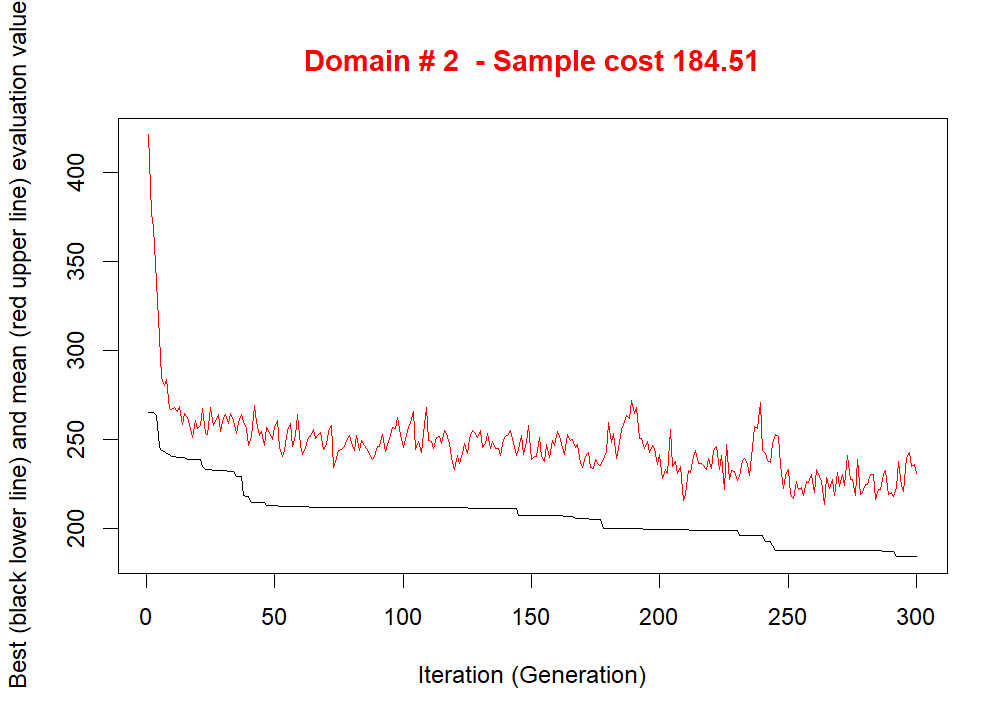 Domain # 2  - Sample cost 184.51
Best (black lower line) and mean (red upper line) evaluation value
400
350
300
250
200
0 50 100 150 200 250 300
Iteration (Generation)